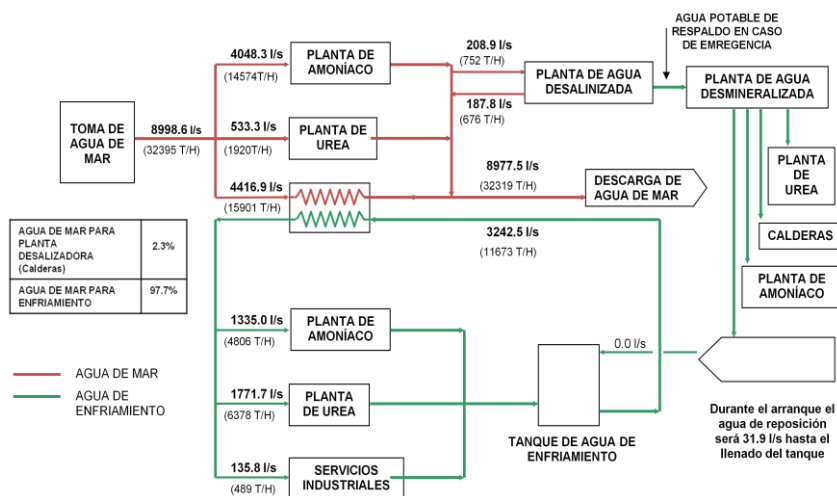 AGUA POTABLE DE
RESPALDO EN CASO
DE EMREGENCIA
4048.3 l/s
(14574T/H)
PLANTA DE
AMONÍACO
208.9 l/s
(752 T/H)
PLANTA DE AGUA
DESALINIZADA
187.8 l/s
(676 T/H)
PLANTA DE AGUA
DESMINERALIZADA
TOMA DE
AGUA DE
MAR
8998.6 l/s
(32395 T/H)
533.3 l/s
(1920T/H)
PLANTA DE
UREA
PLANTA DE
UREA
4416.9 l/s
(15901 T/H)
8977.5 l/s
(32319 T/H)
DESCARGA DE
AGUA DE MAR
3242.5 l/s
(11673 T/H)
CALDERAS
PLANTA DE
AMONÍACO
AGUA DE MAR PARA
PLANTA
DESALIZADORA
(Calderas)
2.3%
AGUA DE MAR PARA
ENFRIAMIENTO
97.7%
1335.0 l/s
(4806 T/H)
PLANTA DE
AMONÍACO
0.0 l/s
AGUA DE MAR
AGUA DE
ENFRIAMIENTO
1771.7 l/s
(6378 T/H)
PLANTA
DE UREA
TANQUE DE AGUA DE
ENFRIAMIENTO
Durante el arranque el
agua de reposición
será 31.9 l/s hasta el
llenado del tanque
135.8 l/s
(489 T/H)
SERVICIOS
INDUSTRIALES